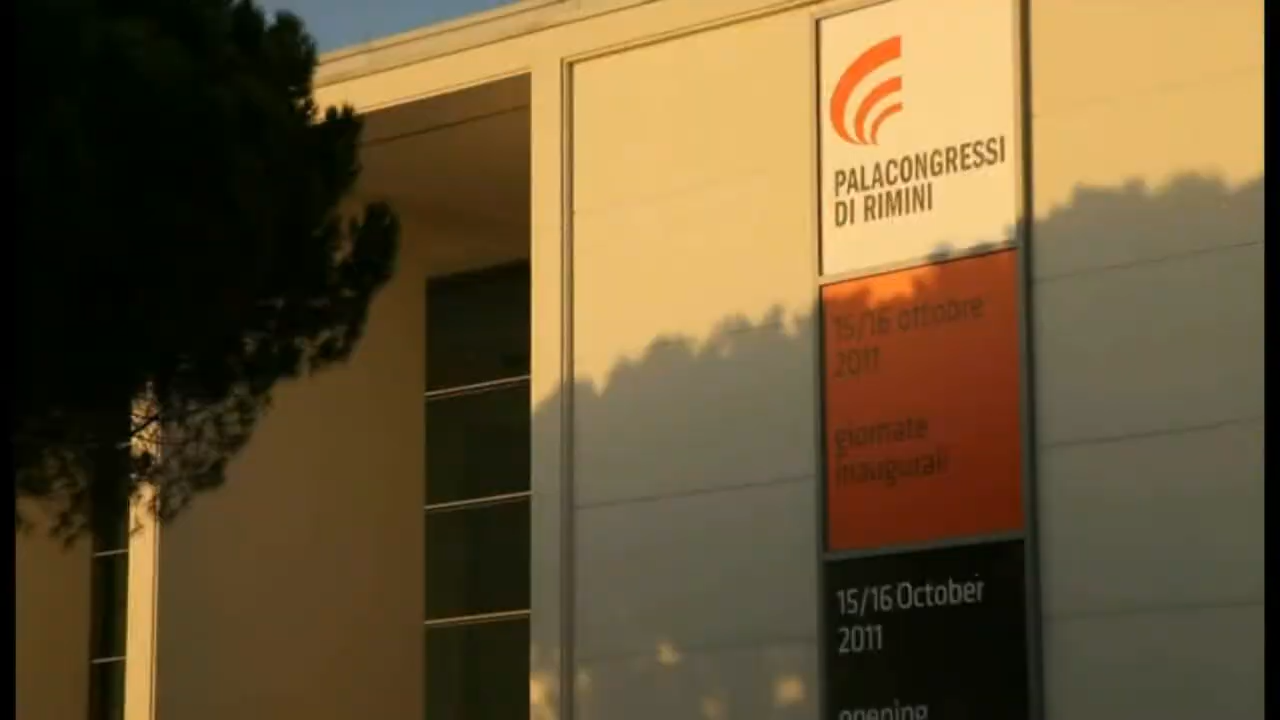 PALACONGRESSI
DI RIMINI
15/16 ottobre
2011
giornate
inaugurali
15/16 October
2011
opening